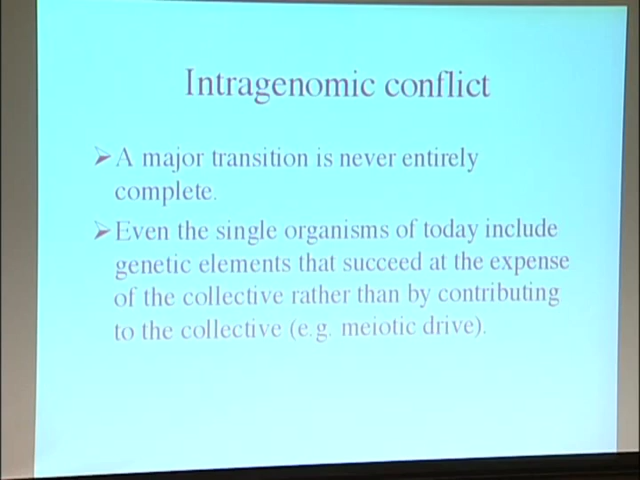 Intragenomic conflict
➢A major transition is never entirely
complete.
➢Even the single organisms of today include
genetic elements that succeed at the expense
of the collective rather than by contributing
to the collective (e.g. meiotic drive).